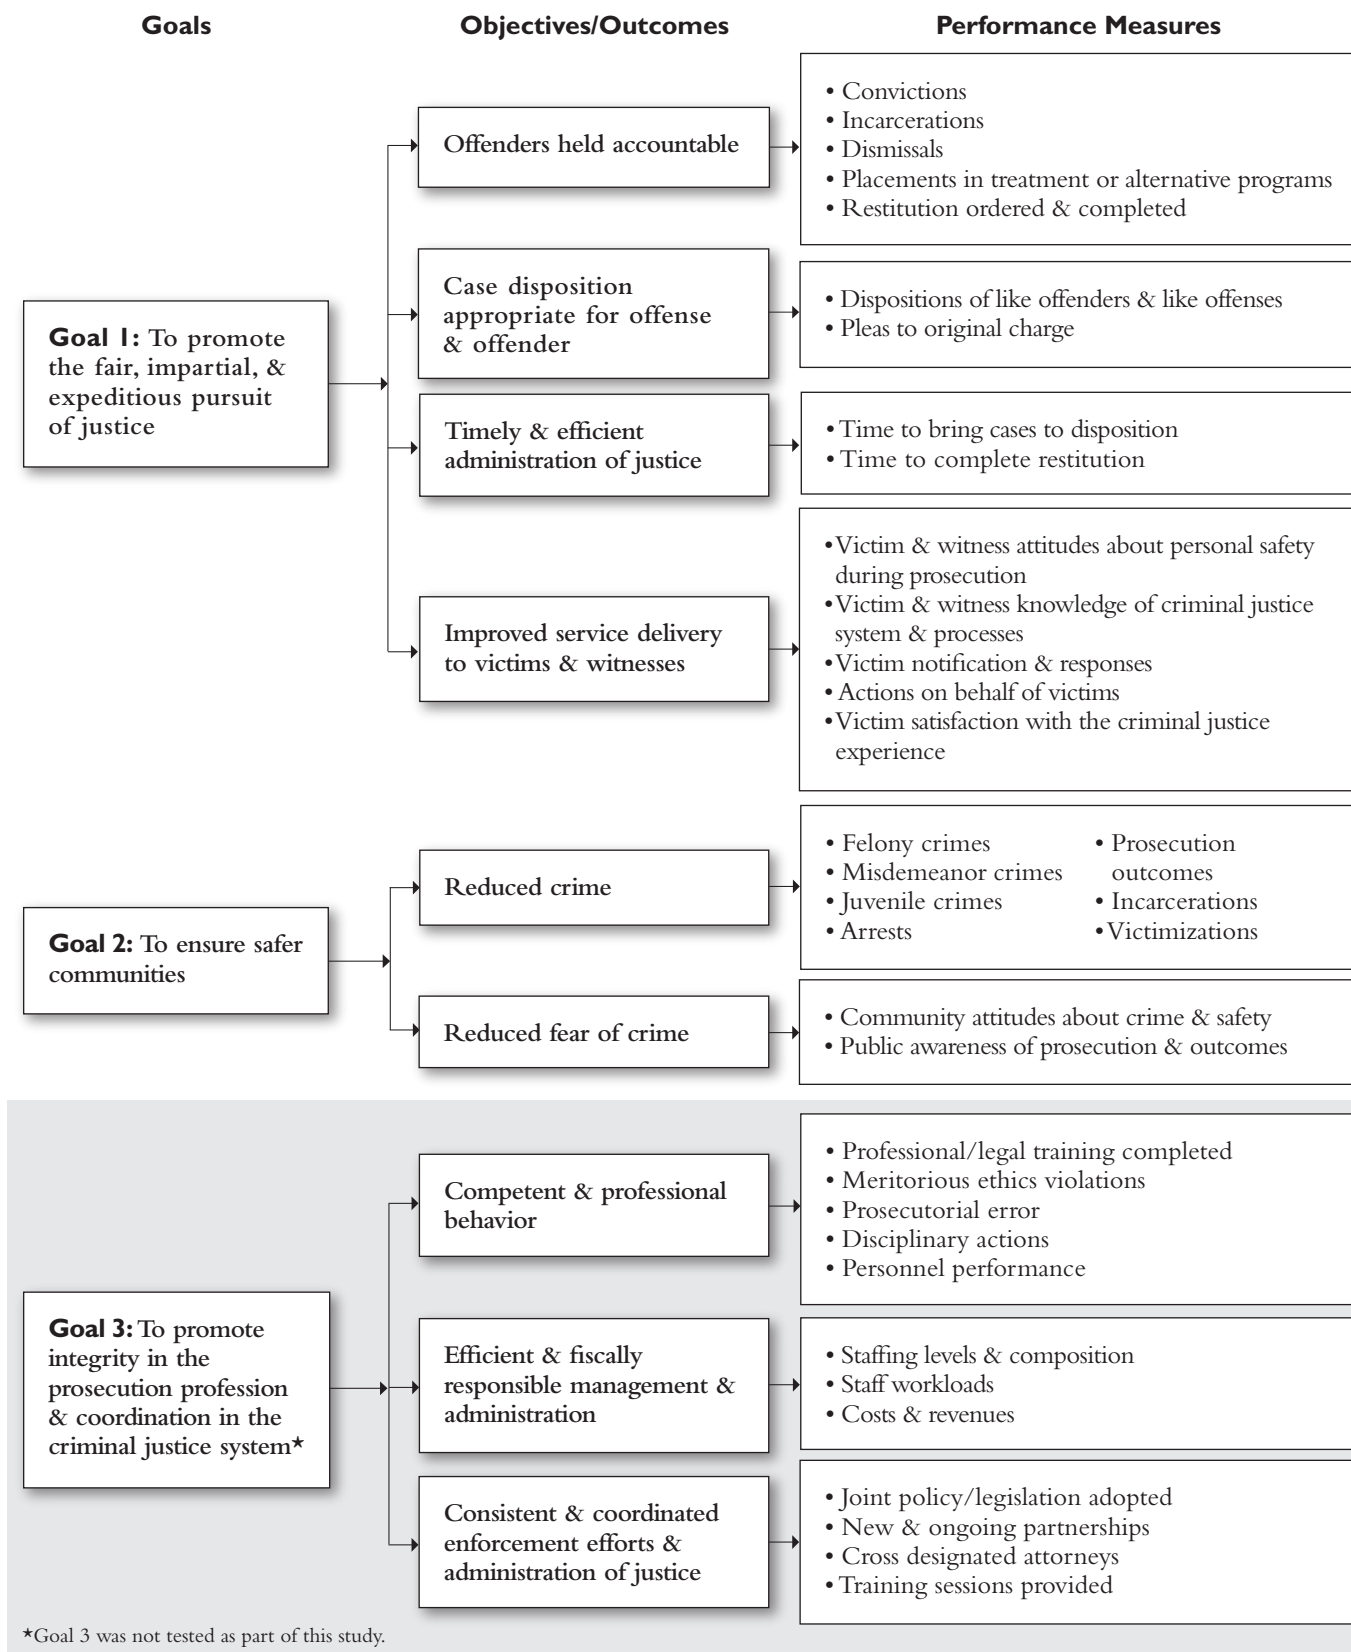 Goals
Objectives/Outcomes
Performance Measures
Goal 1: To promote
the fair, impartial, &
expeditious pursuit
of justice
Offenders held accountable
• Convictions
• Incarcerations
• Dismissals
• Placements in treatment or alternative programs
• Restitution ordered & completed
Case disposition
appropriate for offense
& offender
• Dispositions of like offenders & like offenses
• Pleas to original charge
Timely & efficient
administration of justice
• Time to bring cases to disposition
• Time to complete restitution
Improved service delivery
to victims & witnesses
• Victim & witness attitudes about personal safety
during prosecution
• Victim & witness knowledge of criminal justice
system & processes
• Victim notification & responses
• Actions on behalf of victims
• Victim satisfaction with the criminal justice
experience
Goal 2: To ensure safer
communities
Reduced crime
• Felony crimes
• Misdemeanor crimes
• Juvenile crimes
• Arrests
• Prosecution
outcomes
• Incarcerations
• Victimizations
Reduced fear of crime
• Community attitudes about crime & safety
• Public awareness of prosecution & outcomes
Goal 3: To promote
integrity in the
prosecution profession
& coordination in the
criminal justice system★
Competent & professional
behavior
• Professional/legal training completed
• Meritorious ethics violations
• Prosecutorial error
• Disciplinary actions
• Personnel performance
Efficient & fiscally
responsible management &
administration
• Staffing levels & composition
• Staff workloads
• Costs & revenues
Consistent & coordinated
enforcement efforts &
administration of justice
• Joint policy/legislation adopted
• New & ongoing partnerships
• Cross designated attorneys
• Training sessions provided
★Goal 3 was not tested as part of this study.